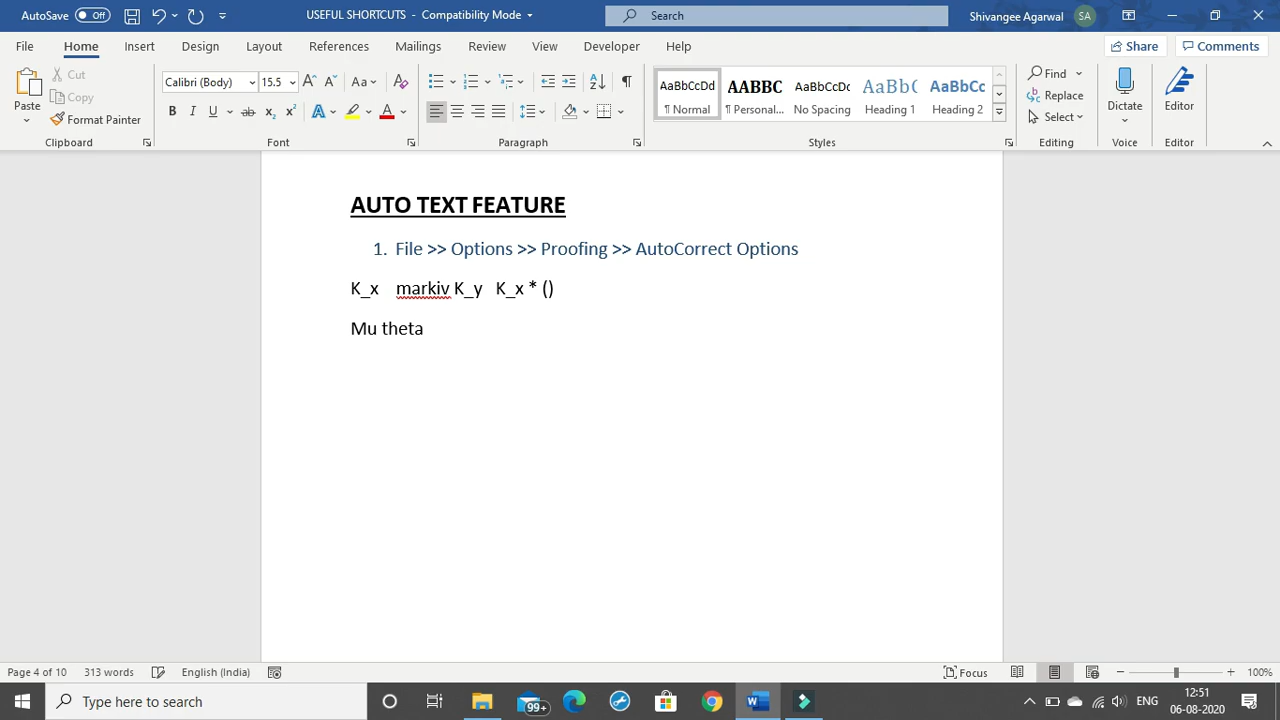 AutoSave Off USEFUL SHORTCUTS - Compatibility Mode Search Shivangee Agarwal SA
File Home Insert Design Layout References Mailings Review View Developer Help Share Comments
Paste Cut Copy Format Painter
Calibri (Body) 15.5 Aa
AaBbCcDd AABBC AaBbCcDc AaBbC AaBbCc
¶ Normal ¶ Personal... No Spacing Heading 1 Heading 2
Find Replace Select Dictate Editor
Clipboard Font Paragraph Styles Editing Voice Editor
AUTO TEXT FEATURE
1. File >> Options >> Proofing >> AutoCorrect Options
K_x markiv K_y K_x * ()
Mu theta
Page 4 of 10 313 words English (India) Focus 100%
Type here to search 99+ ENG 12:51
06-08-2020